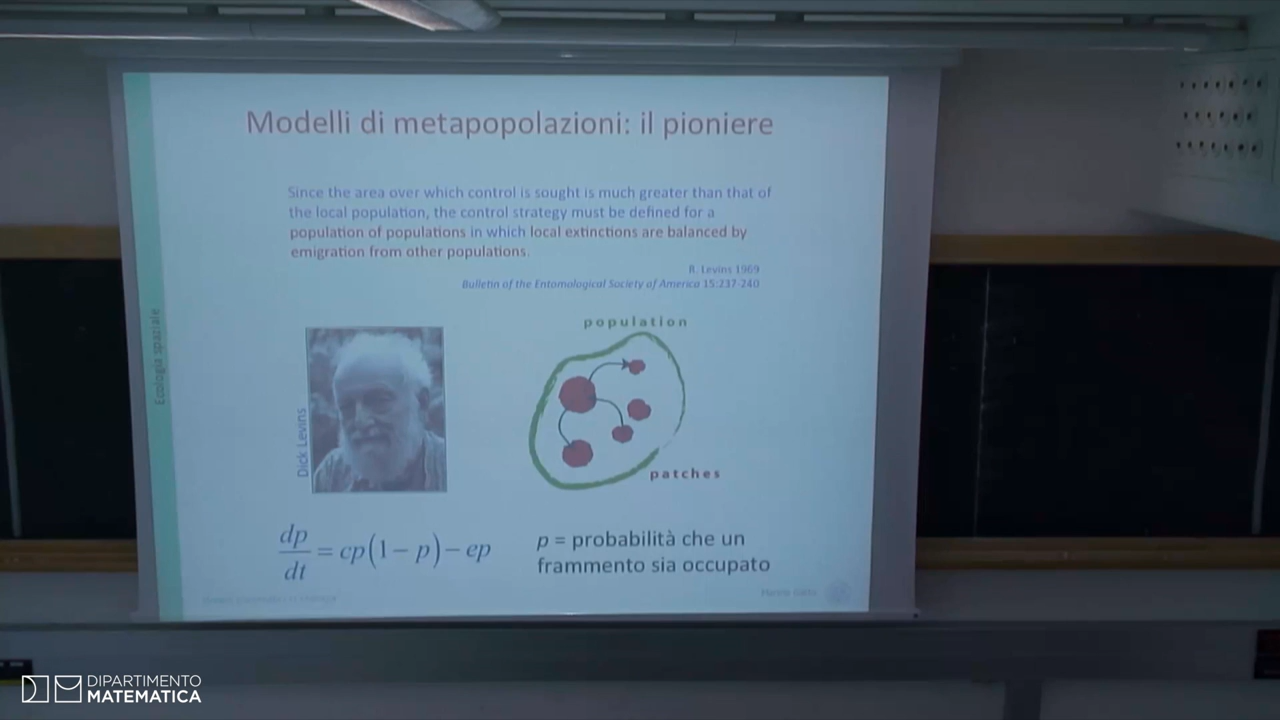 Modelli di metapopolazioni: il pioniere
Since the area over which control is sought is much greater than that of
the local population, the control strategy must be defined for a
population of populations in which local extinctions are balanced by
emigration from other populations.
R. Levins 1969
Bulletin of the Entomological Society of America 15:237-240
Ecologia spaziale
population
Dick Levins
patches
dp/dt = cp(1 − p) − ep
p = probabilità che un
frammento sia occupato
DIPARTIMENTO
MATEMATICA